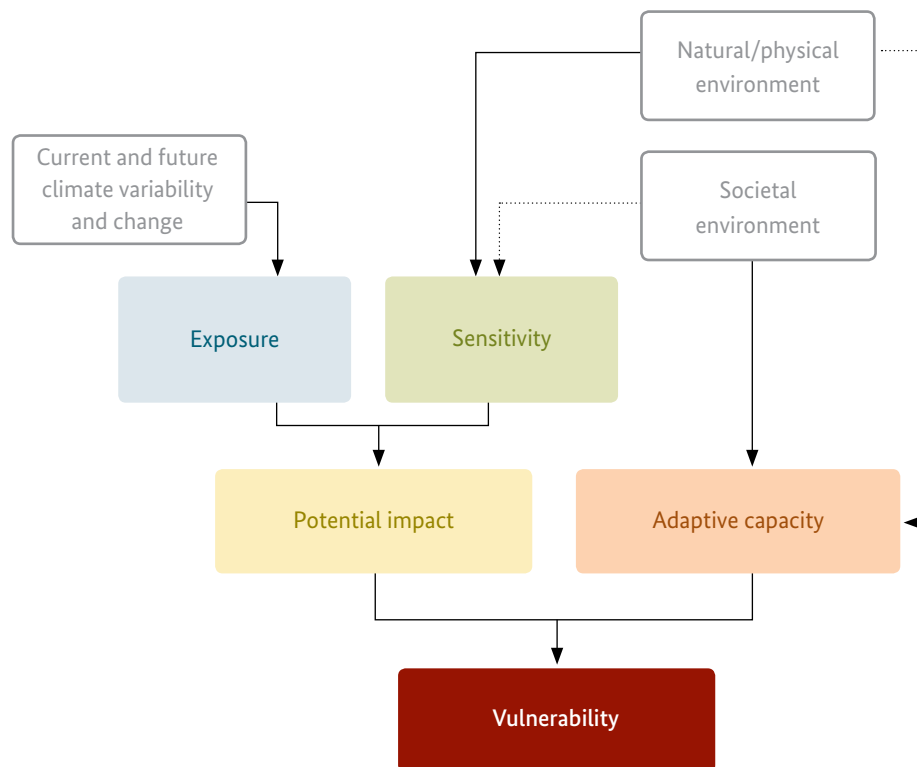 Natural/physical
environment
Current and future
climate variability
and change
Societal
environment
Exposure
Sensitivity
Potential impact
Adaptive capacity
Vulnerability